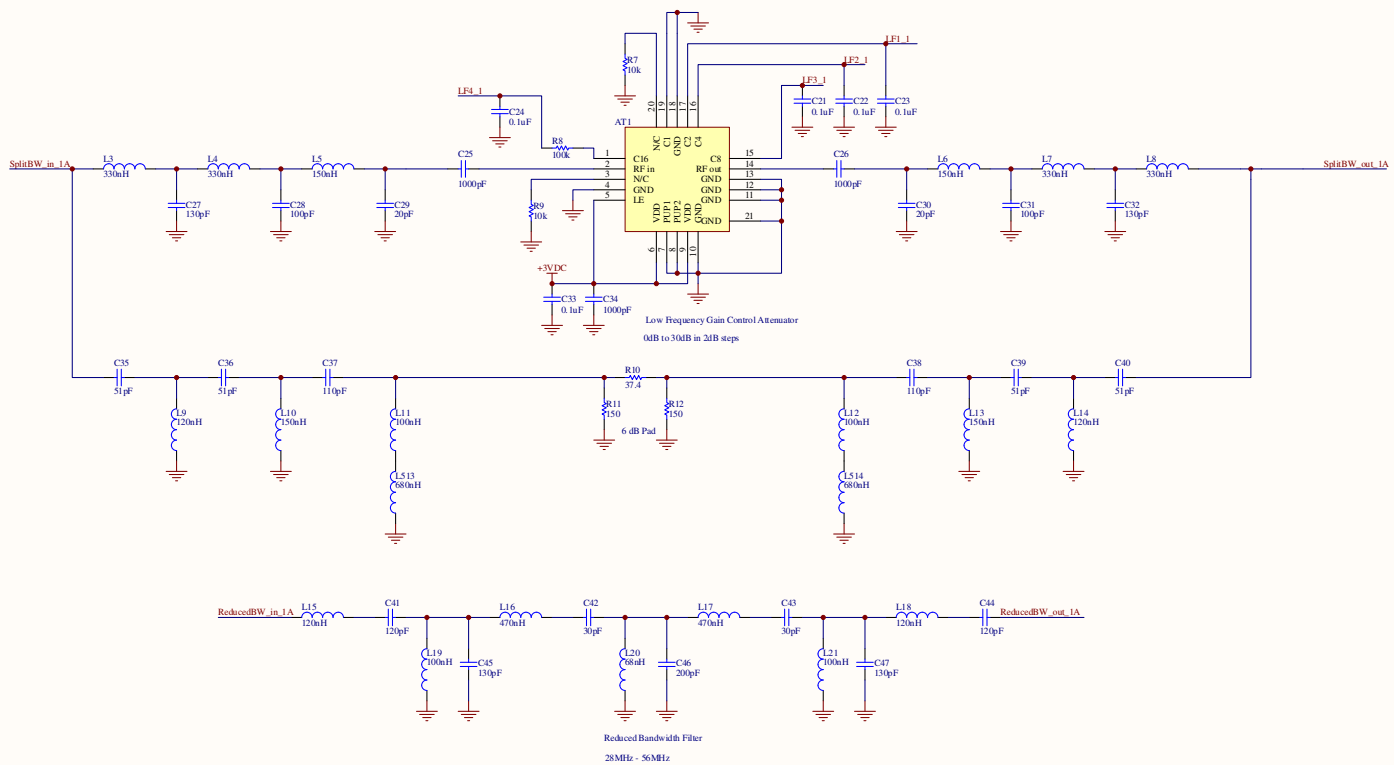 LF1_1
R7
10k
LF2_1
LF3_1
LF4_1
C24
0.1uF
C21
0.1uF
C22
0.1uF
C23
0.1uF
20
19
18
17
16
AT1
N/C
C1
GND
C2
C4
R8
100k
1
2
3
4
5
C16
RF in
N/C
GND
LE
C8
RF out
GND
GND
GND
GND
15
14
13
12
11
21
VDD
PUP1
PUP2
VDD
GND
6
7
8
9
10
SplitBW_in_1A
L3
330nH
L4
330nH
L5
150nH
C25
1000pF
C26
1000pF
L6
150nH
L7
330nH
L8
330nH
SplitBW_out_1A
C27
130pF
C28
100pF
C29
20pF
R9
10k
C30
20pF
C31
100pF
C32
130pF
+3VDC
C33
0.1uF
C34
1000pF
Low Frequency Gain Control Attenuator
0dB to 30dB in 2dB steps
C35
51pF
C36
51pF
C37
110pF
R10
37.4
C38
110pF
C39
51pF
C40
51pF
L9
120nH
L10
150nH
L11
100nH
R11
150
R12
150
6 dB Pad
L12
100nH
L13
150nH
L14
120nH
L513
680nH
L514
680nH
ReducedBW_in_1A
L15
120nH
C41
120pF
L16
470nH
C42
30pF
L17
470nH
C43
30pF
L18
120nH
C44
120pF
ReducedBW_out_1A
L19
100nH
C45
130pF
L20
68nH
C46
200pF
L21
100nH
C47
130pF
Reduced Bandwidth Filter
28MHz - 56MHz